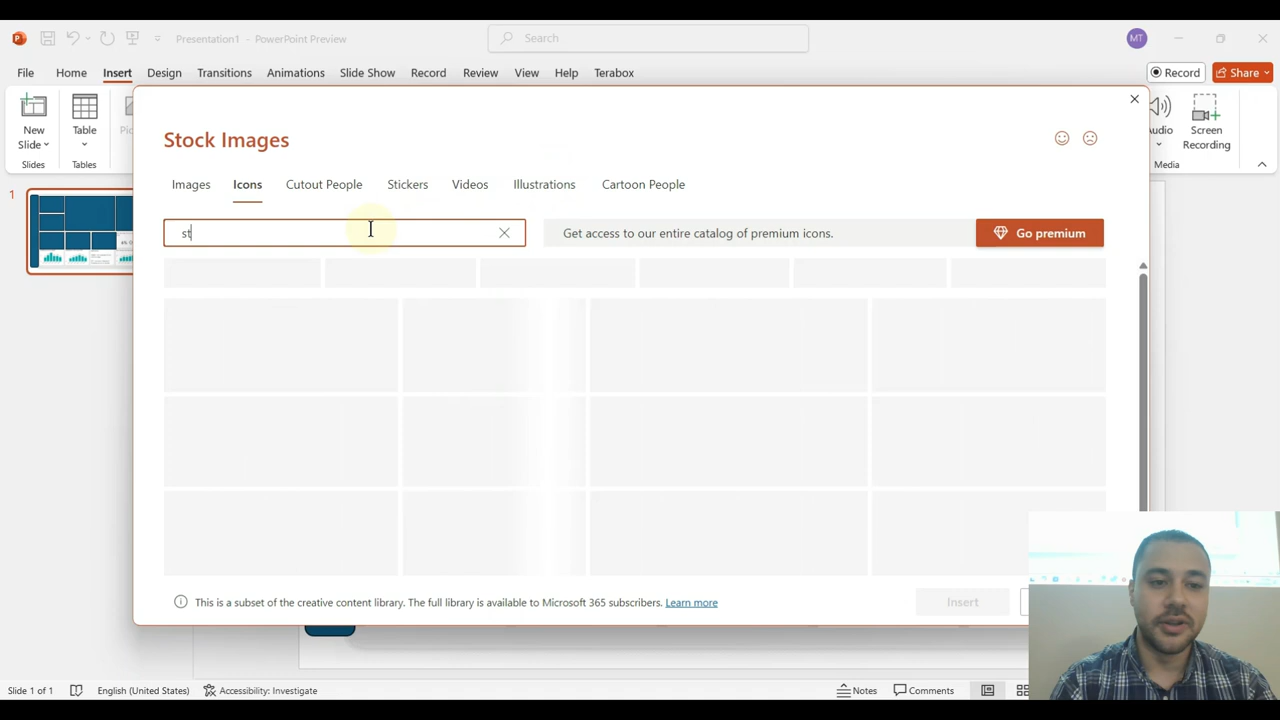 Presentation1 - PowerPoint Preview
Search
MT
File Home Insert Design Transitions Animations Slide Show Record Review View Help Terabox
Record Share
New Slide
Slides
Table
Tables
Screen Recording
Media
Stock Images
Images Icons Cutout People Stickers Videos Illustrations Cartoon People
st
Get access to our entire catalog of premium icons.
Go premium
1
This is a subset of the creative content library. The full library is available to Microsoft 365 subscribers. Learn more
Insert
Slide 1 of 1 English (United States) Accessibility: Investigate Notes Comments